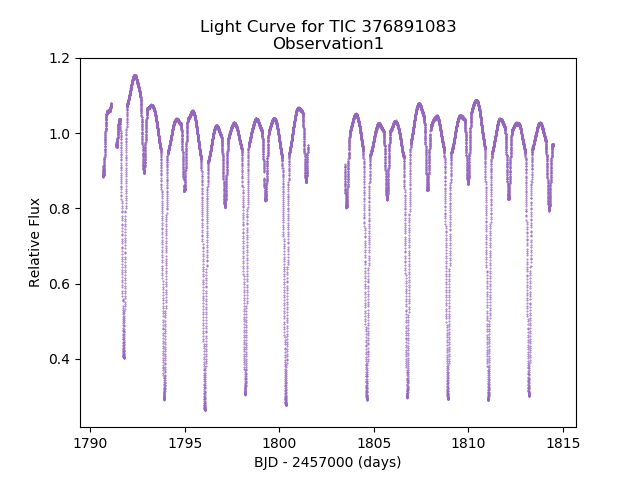 Light Curve for TIC 376891083
Observation1
1.2
1.0
0.8
0.6
0.4
Relative Flux
1790 1795 1800 1805 1810 1815
BJD - 2457000 (days)